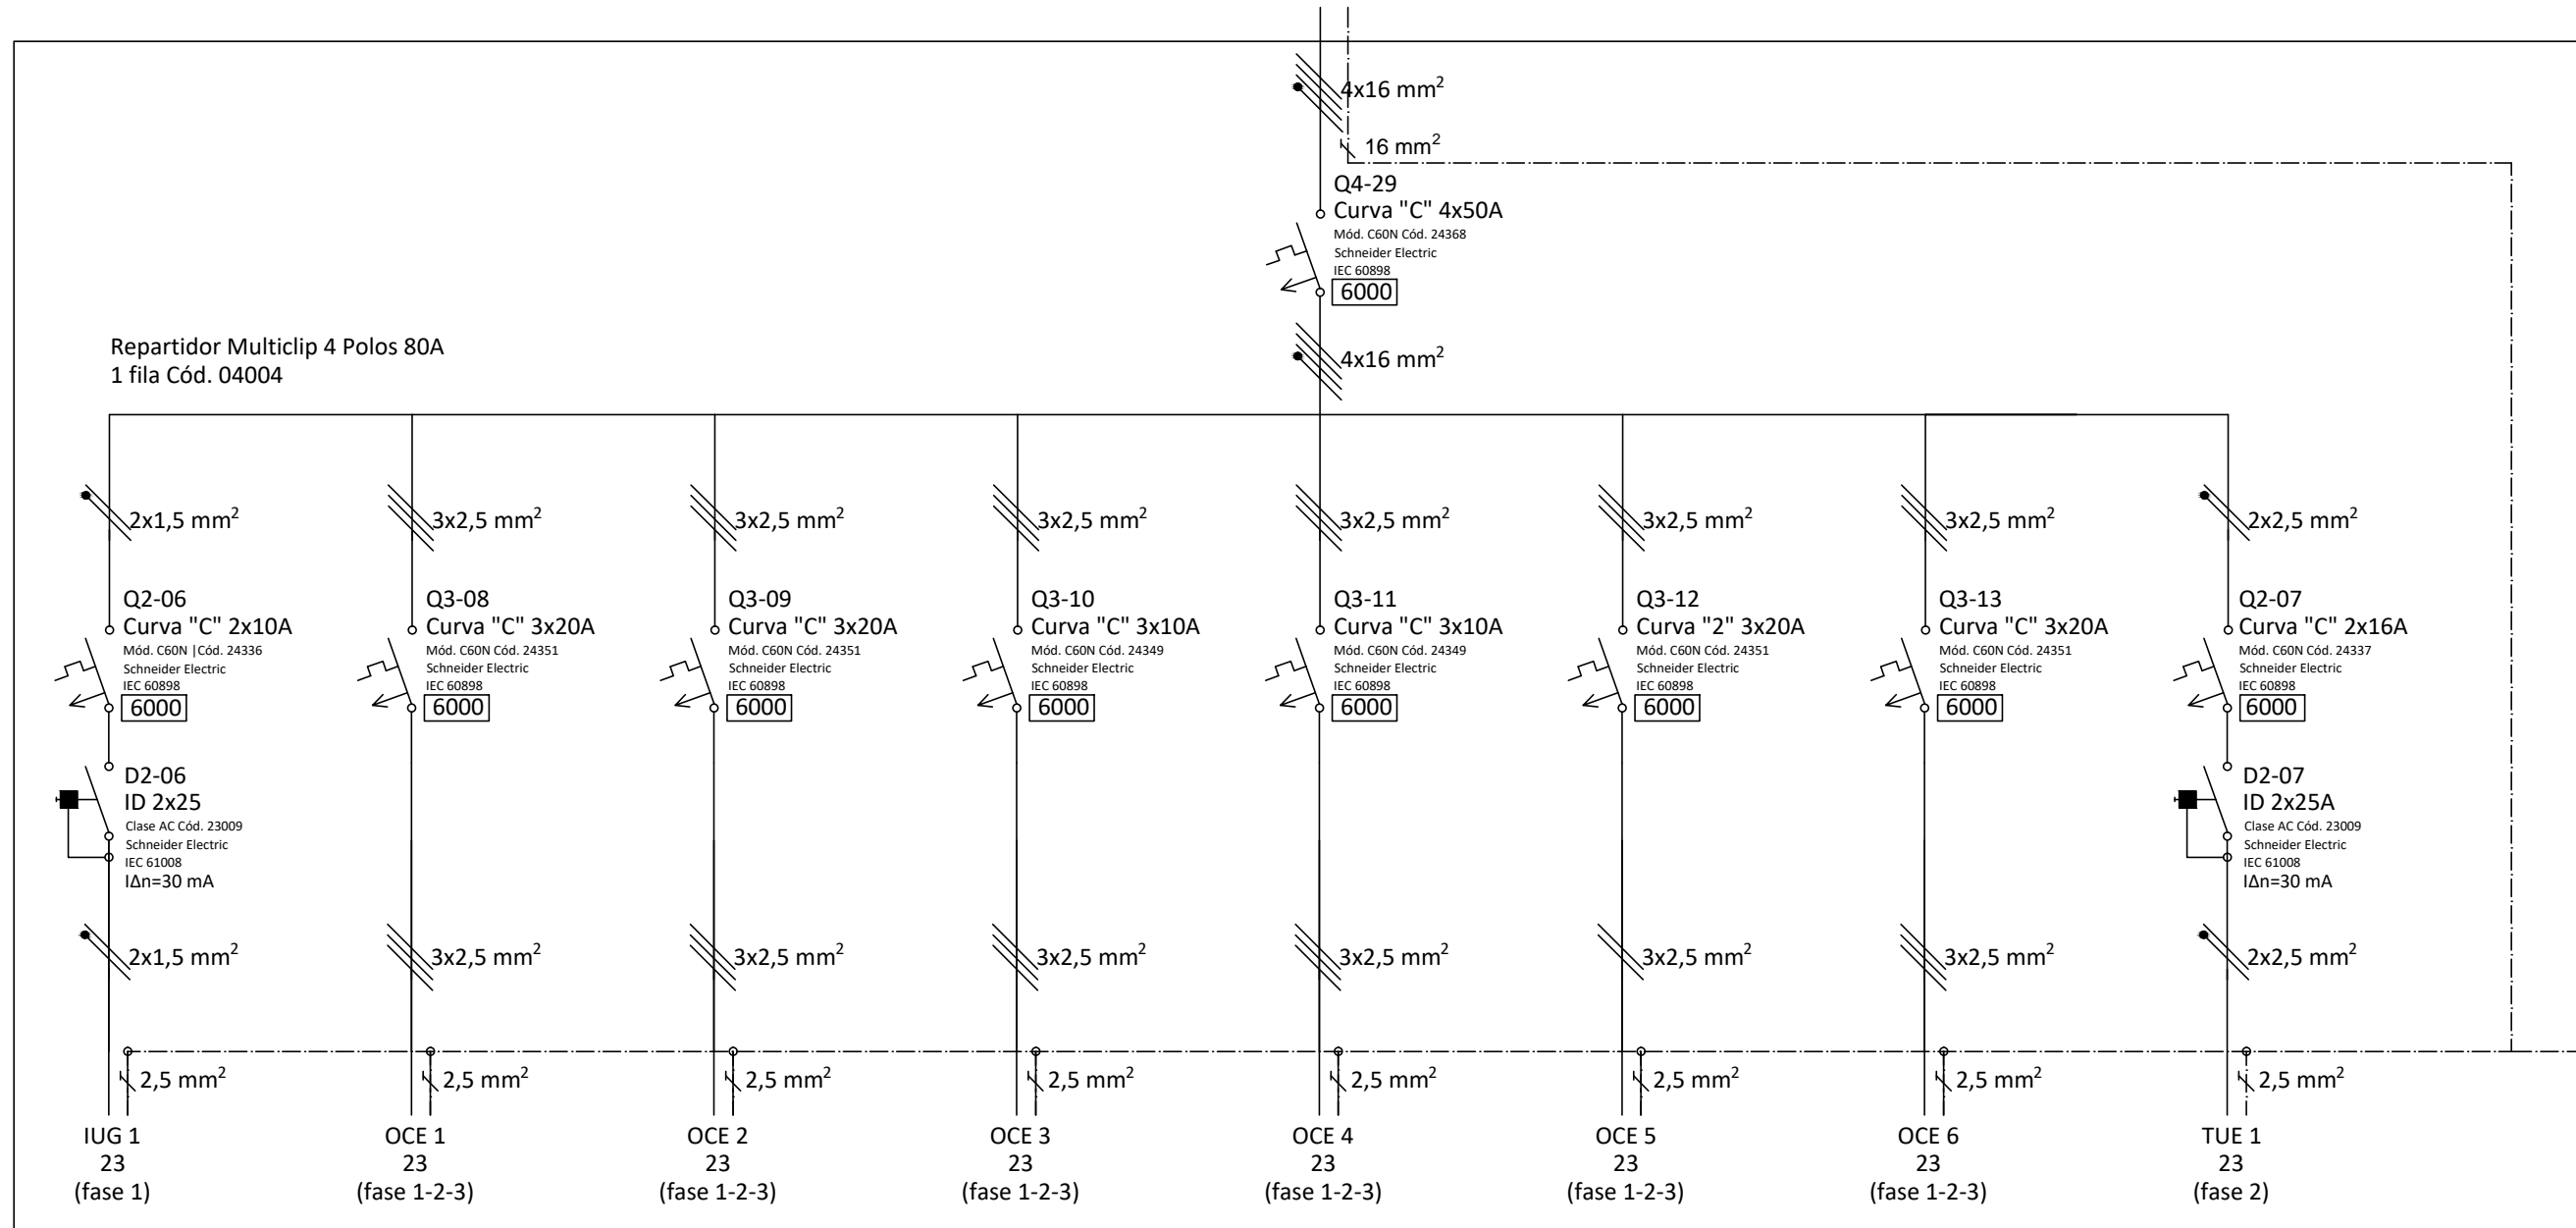 4x16 mm²
16 mm²
Q4-29
Curva "C" 4x50A
Mód. C60N Cód. 24368
Schneider Electric
IEC 60898
6000
4x16 mm²
Repartidor Multiclip 4 Polos 80A
1 fila Cód. 04004
2x1,5 mm²
3x2,5 mm²
3x2,5 mm²
3x2,5 mm²
3x2,5 mm²
3x2,5 mm²
3x2,5 mm²
2x2,5 mm²
Q2-06
Curva "C" 2x10A
Mód. C60N |Cód. 24336
Schneider Electric
IEC 60898
6000
Q3-08
Curva "C" 3x20A
Mód. C60N Cód. 24351
Schneider Electric
IEC 60898
6000
Q3-09
Curva "C" 3x20A
Mód. C60N Cód. 24351
Schneider Electric
IEC 60898
6000
Q3-10
Curva "C" 3x10A
Mód. C60N Cód. 24349
Schneider Electric
IEC 60898
6000
Q3-11
Curva "C" 3x10A
Mód. C60N Cód. 24349
Schneider Electric
IEC 60898
6000
Q3-12
Curva "2" 3x20A
Mód. C60N Cód. 24351
Schneider Electric
IEC 60898
6000
Q3-13
Curva "C" 3x20A
Mód. C60N Cód. 24351
Schneider Electric
IEC 60898
6000
Q2-07
Curva "C" 2x16A
Mód. C60N Cód. 24337
Schneider Electric
IEC 60898
6000
D2-06
ID 2x25
Clase AC Cód. 23009
Schneider Electric
IEC 61008
IΔn=30 mA
D2-07
ID 2x25A
Clase AC Cód. 23009
Schneider Electric
IEC 61008
IΔn=30 mA
2x1,5 mm²
3x2,5 mm²
3x2,5 mm²
3x2,5 mm²
3x2,5 mm²
3x2,5 mm²
3x2,5 mm²
2x2,5 mm²
2,5 mm²
2,5 mm²
2,5 mm²
2,5 mm²
2,5 mm²
2,5 mm²
2,5 mm²
2,5 mm²
IUG 1
23
(fase 1)
OCE 1
23
(fase 1-2-3)
OCE 2
23
(fase 1-2-3)
OCE 3
23
(fase 1-2-3)
OCE 4
23
(fase 1-2-3)
OCE 5
23
(fase 1-2-3)
OCE 6
23
(fase 1-2-3)
TUE 1
23
(fase 2)